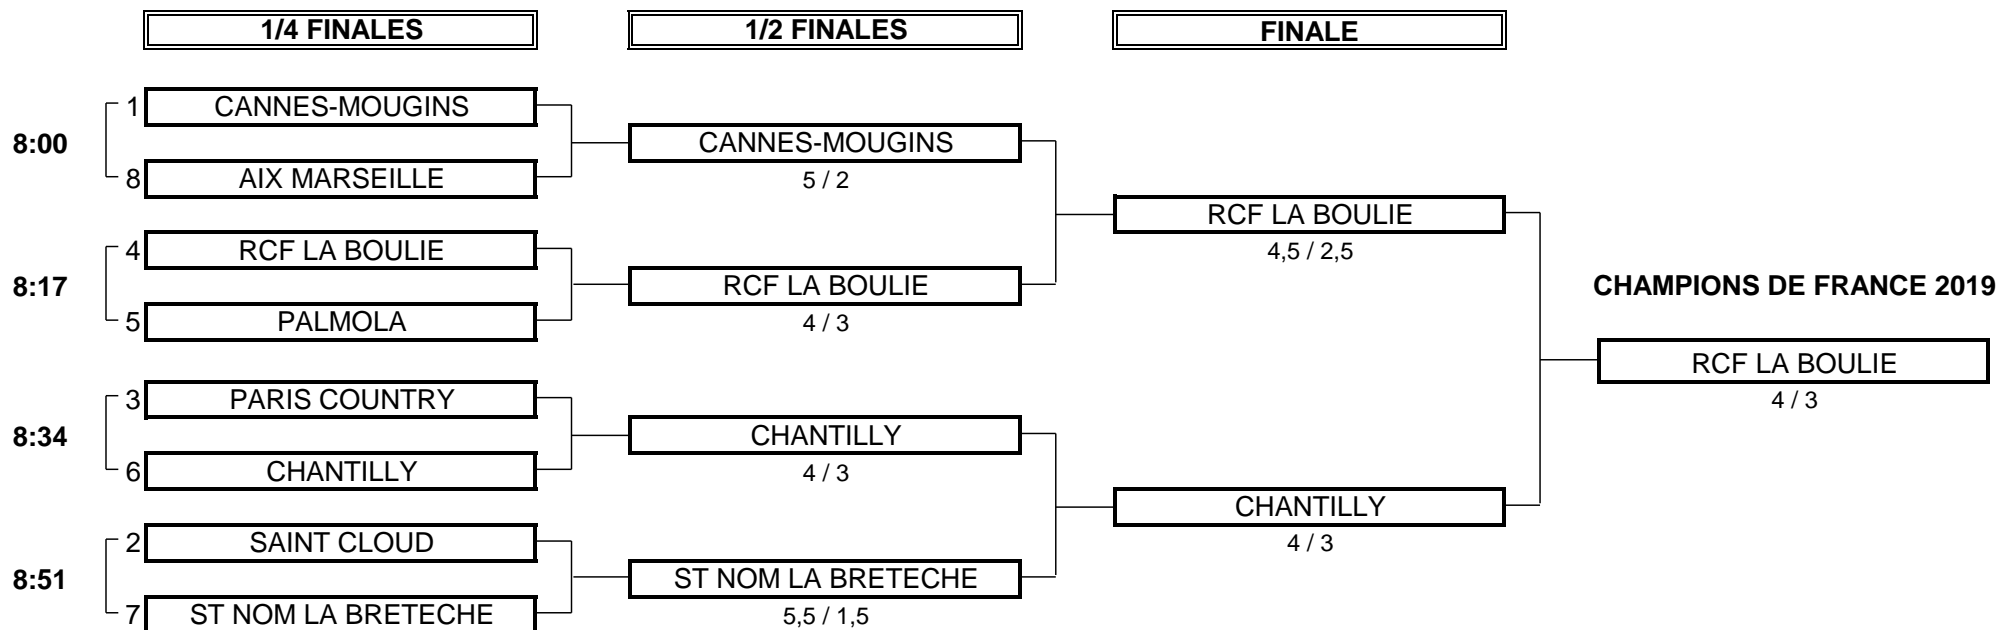 1/4 FINALES
1/2 FINALES
FINALE
8:00
1 CANNES-MOUGINS
8 AIX MARSEILLE
CANNES-MOUGINS
5 / 2
8:17
4 RCF LA BOULIE
5 PALMOLA
RCF LA BOULIE
4 / 3
RCF LA BOULIE
4,5 / 2,5
8:34
3 PARIS COUNTRY
6 CHANTILLY
CHANTILLY
4 / 3
8:51
2 SAINT CLOUD
7 ST NOM LA BRETECHE
ST NOM LA BRETECHE
5,5 / 1,5
CHANTILLY
4 / 3
CHAMPIONS DE FRANCE 2019
RCF LA BOULIE
4 / 3